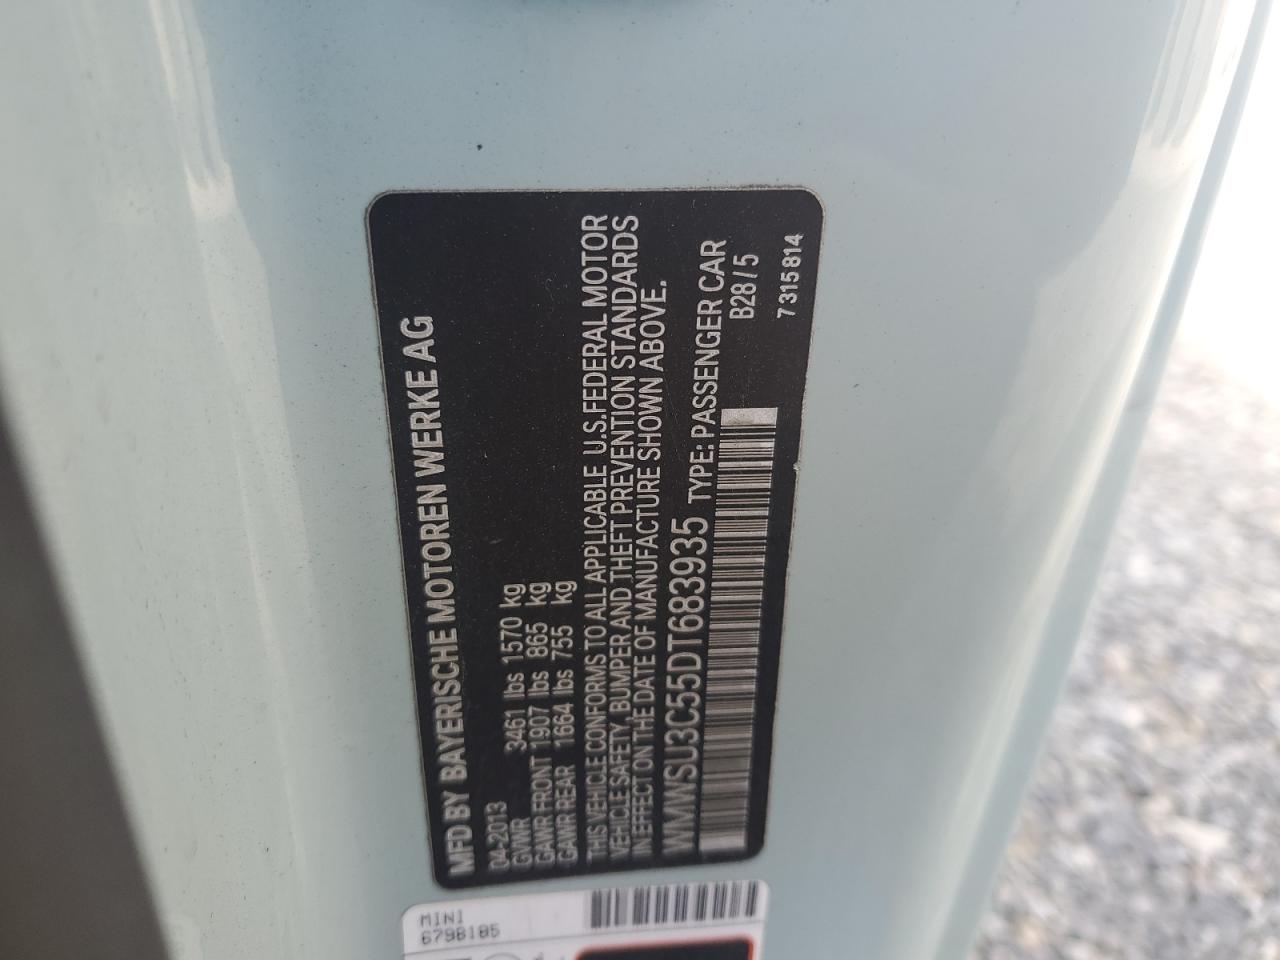 MFD BY BAYERISCHE MOTOREN WERKE AG
04-2013
GVWR 3461 lbs 1570 kg
GAWR FRONT 1907 lbs 865 kg
GAWR REAR 1664 lbs 755 kg
THIS VEHICLE CONFORMS TO ALL APPLICABLE U.S.FEDERAL MOTOR
VEHICLE SAFETY, BUMPER AND THEFT PREVENTION STANDARDS
IN EFFECT ON THE DATE OF MANUFACTURE SHOWN ABOVE.
WMWSU3C55DT683935 TYPE: PASSENGER CAR
B28/5
7315814
MINI
6798105